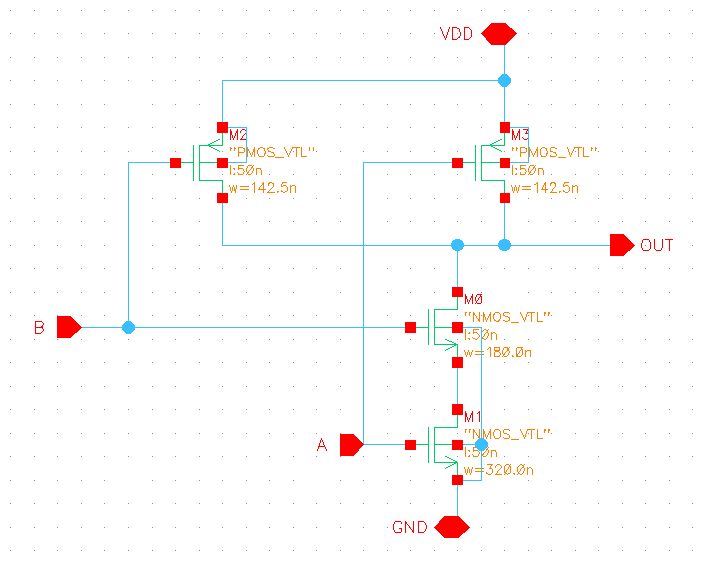 VDD
M2
"PMOS_VTL"
l:50n
w=142.5n
M3
"PMOS_VTL"
l:50n
w=142.5n
OUT
M0
"NMOS_VTL"
l:50n
w=180.0n
B
M1
"NMOS_VTL"
l:50n
w=320.0n
A
GND